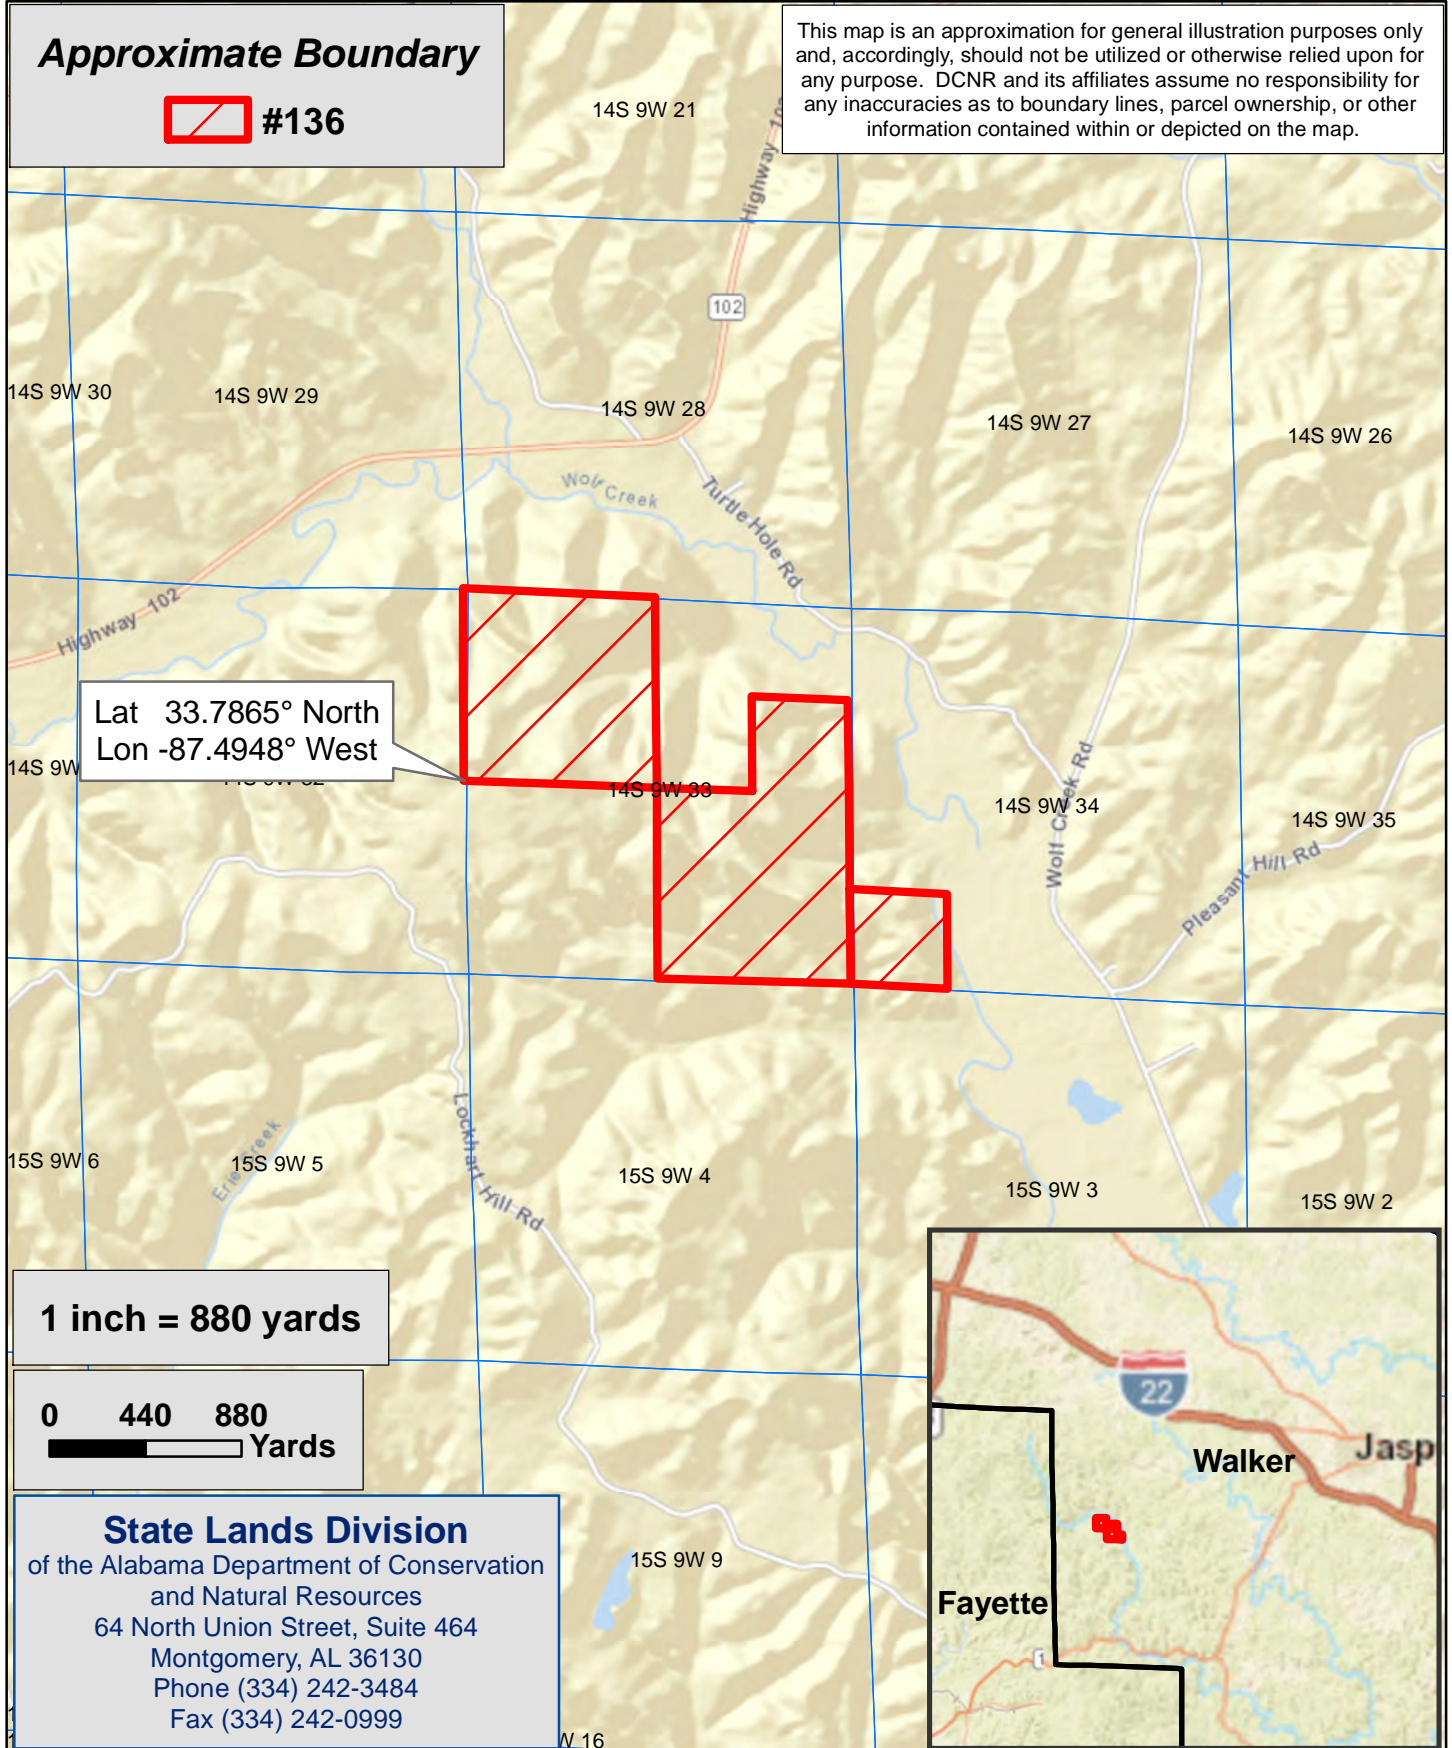 Approximate Boundary
#136
This map is an approximation for general illustration purposes only
and, accordingly, should not be utilized or otherwise relied upon for
any purpose. DCNR and its affiliates assume no responsibility for
any inaccuracies as to boundary lines, parcel ownership, or other
information contained within or depicted on the map.
14S 9W 21
Highway 102
102
14S 9W 30
14S 9W 29
14S 9W 28
14S 9W 27
14S 9W 26
Wolf Creek
Turtle Hole Rd
Highway 102
Lat 33.7865° North
Lon -87.4948° West
14S 9W
14S 9W 32
14S 9W 33
14S 9W 34
14S 9W 35
Wolf Creek Rd
Pleasant Hill Rd
Lockhart Hill Rd
Erie Creek
15S 9W 6
15S 9W 5
15S 9W 4
15S 9W 3
15S 9W 2
1 inch = 880 yards
0 440 880
Yards
State Lands Division
of the Alabama Department of Conservation
and Natural Resources
64 North Union Street, Suite 464
Montgomery, AL 36130
Phone (334) 242-3484
Fax (334) 242-0999
15S 9W 9
W 16
22
Walker
Jasp
Fayette
1